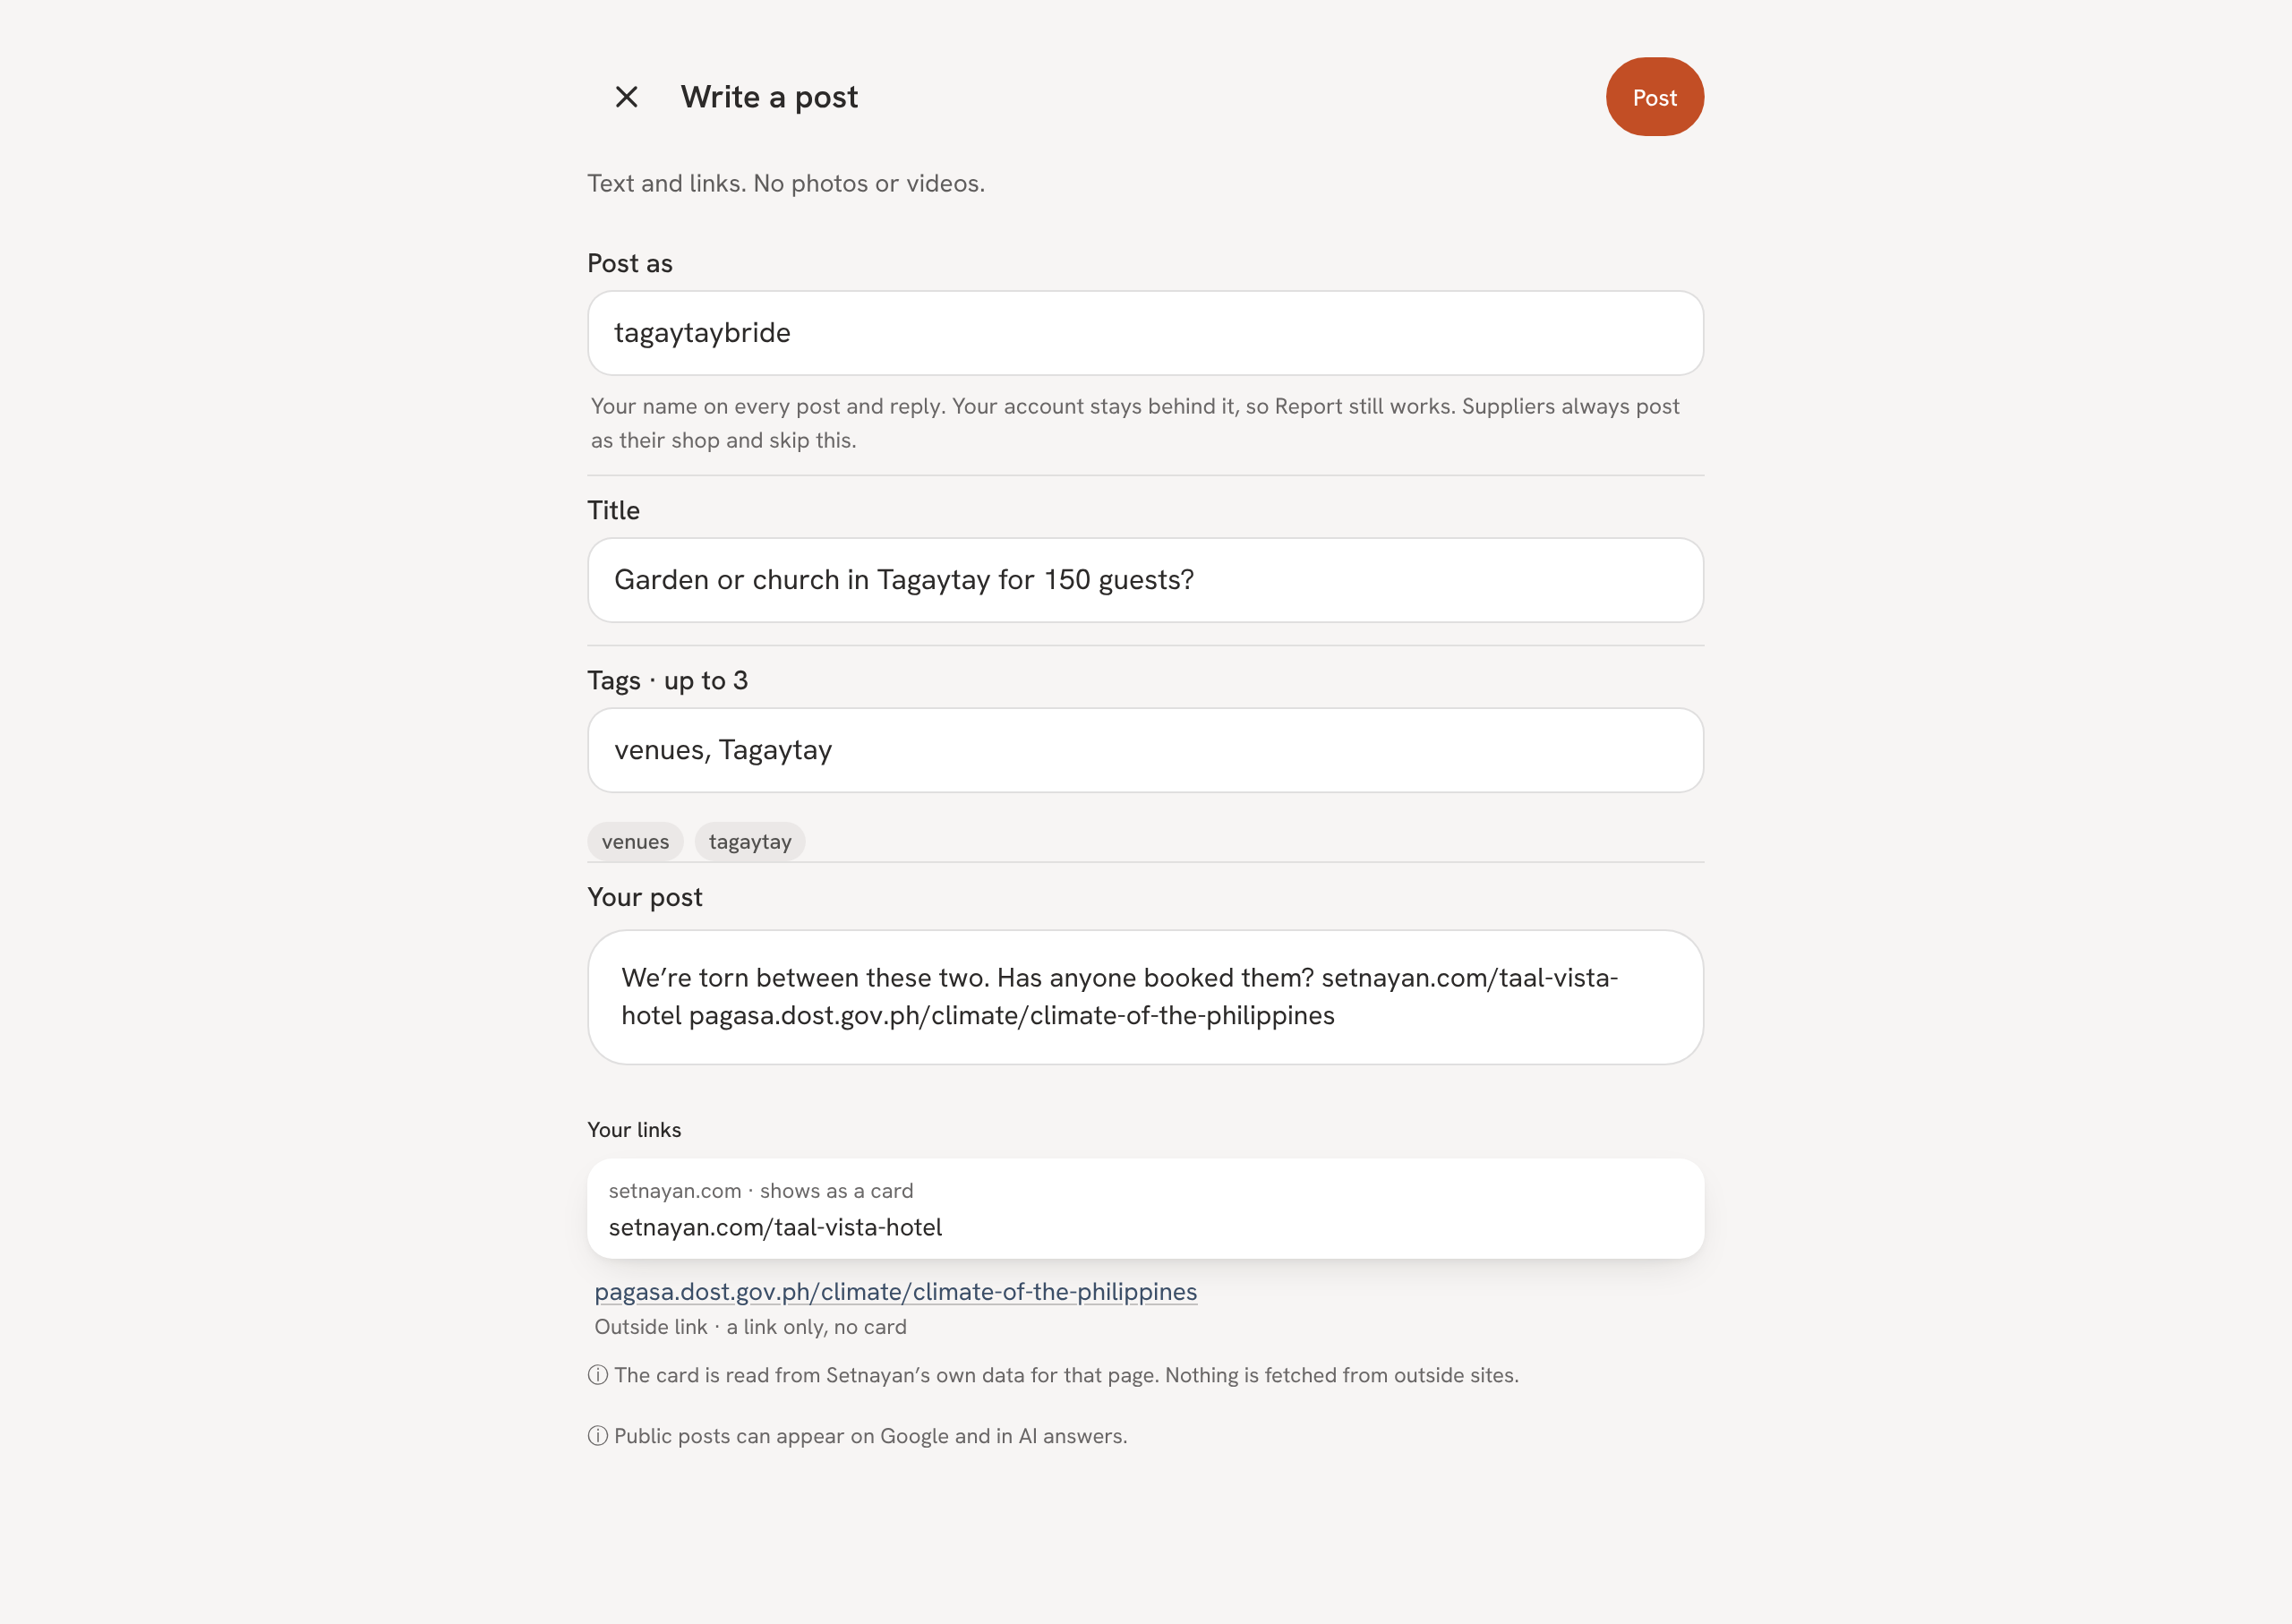 Write a post
Post
Text and links. No photos or videos.
Post as
tagaytaybride
Your name on every post and reply. Your account stays behind it, so Report still works. Suppliers always post
as their shop and skip this.
Title
Garden or church in Tagaytay for 150 guests?
Tags · up to 3
venues, Tagaytay
venues tagaytay
Your post
We’re torn between these two. Has anyone booked them? setnayan.com/taal-vista-
hotel pagasa.dost.gov.ph/climate/climate-of-the-philippines
Your links
setnayan.com · shows as a card
setnayan.com/taal-vista-hotel
pagasa.dost.gov.ph/climate/climate-of-the-philippines
Outside link · a link only, no card
ⓘ The card is read from Setnayan’s own data for that page. Nothing is fetched from outside sites.
ⓘ Public posts can appear on Google and in AI answers.